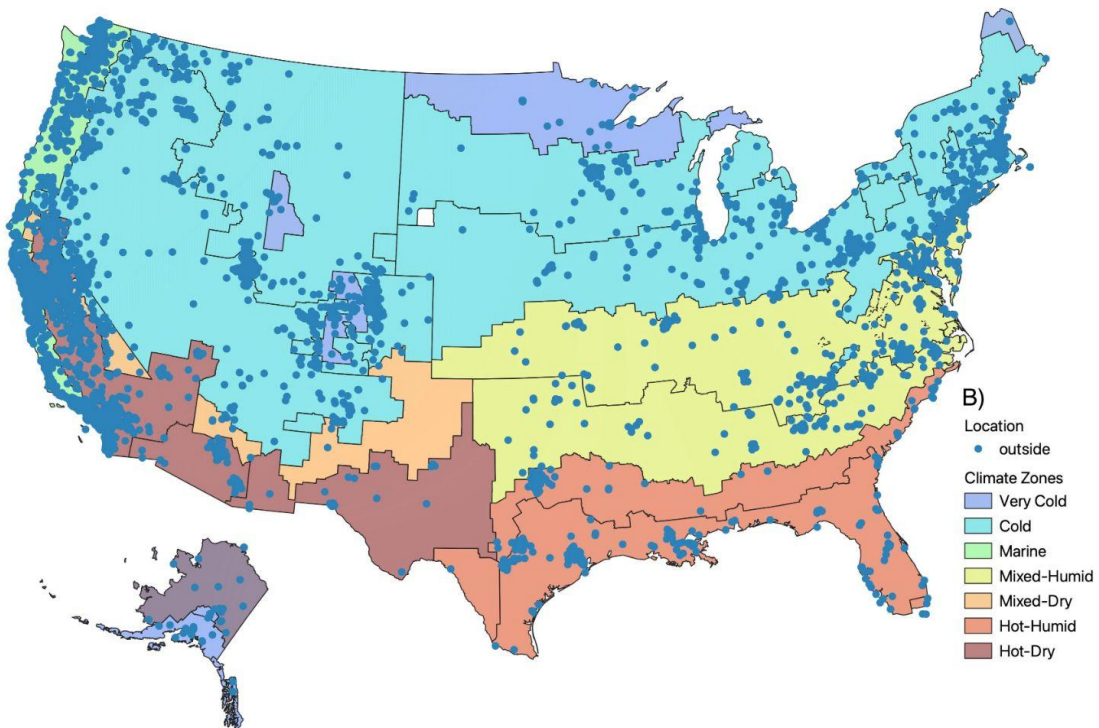 B)
Location
outside
Climate Zones
Very Cold
Cold
Marine
Mixed-Humid
Mixed-Dry
Hot-Humid
Hot-Dry